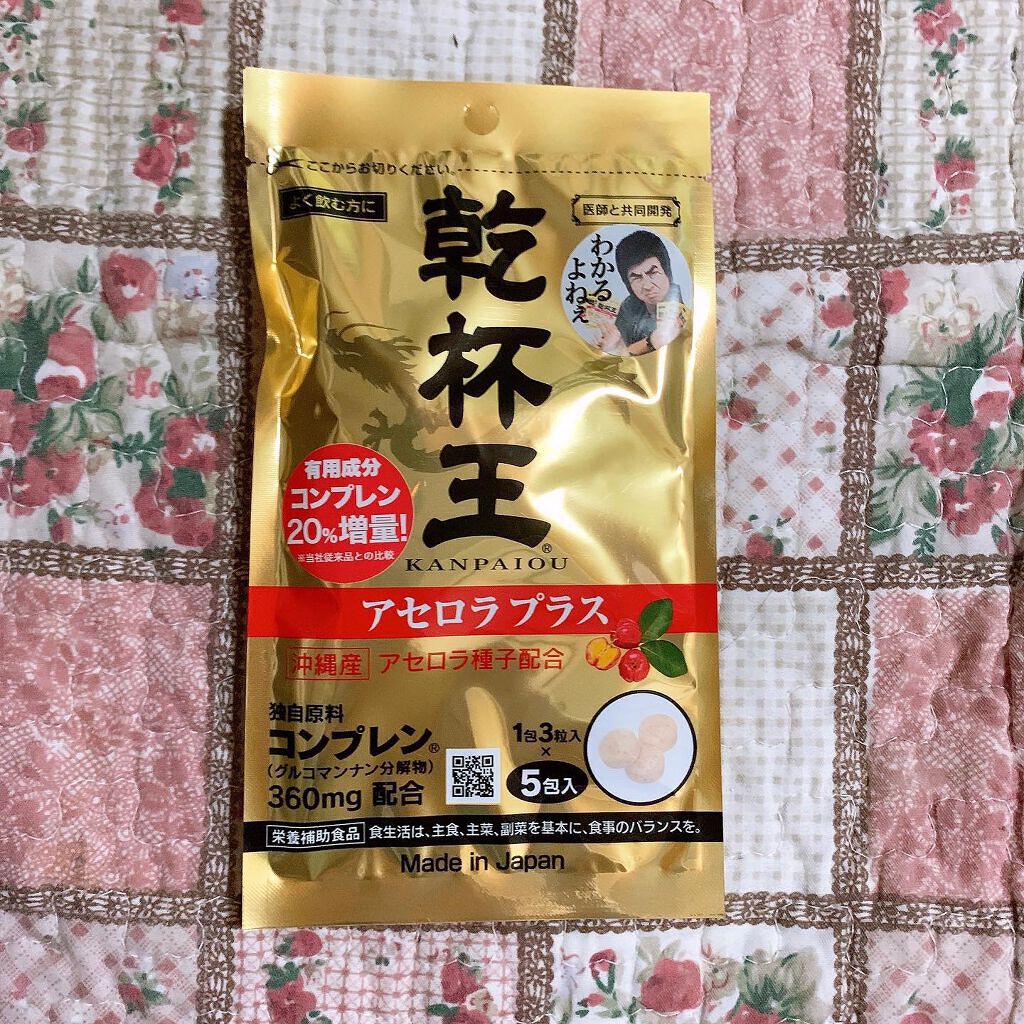 ここからお切りください。
よく飲む方に
医師と共同開発
わかる
よねぇ
乾杯王®
KANPAIOU
有用成分
コンプレン
20%増量!
※当社従来品との比較
アセロラ プラス
沖縄産 アセロラ種子配合
独自原料
コンプレン®
(グルコマンナン分解物)
360mg 配合
1包3粒入
×
5包入
栄養補助食品 食生活は、主食、主菜、副菜を基本に、食事のバランスを。
Made in Japan